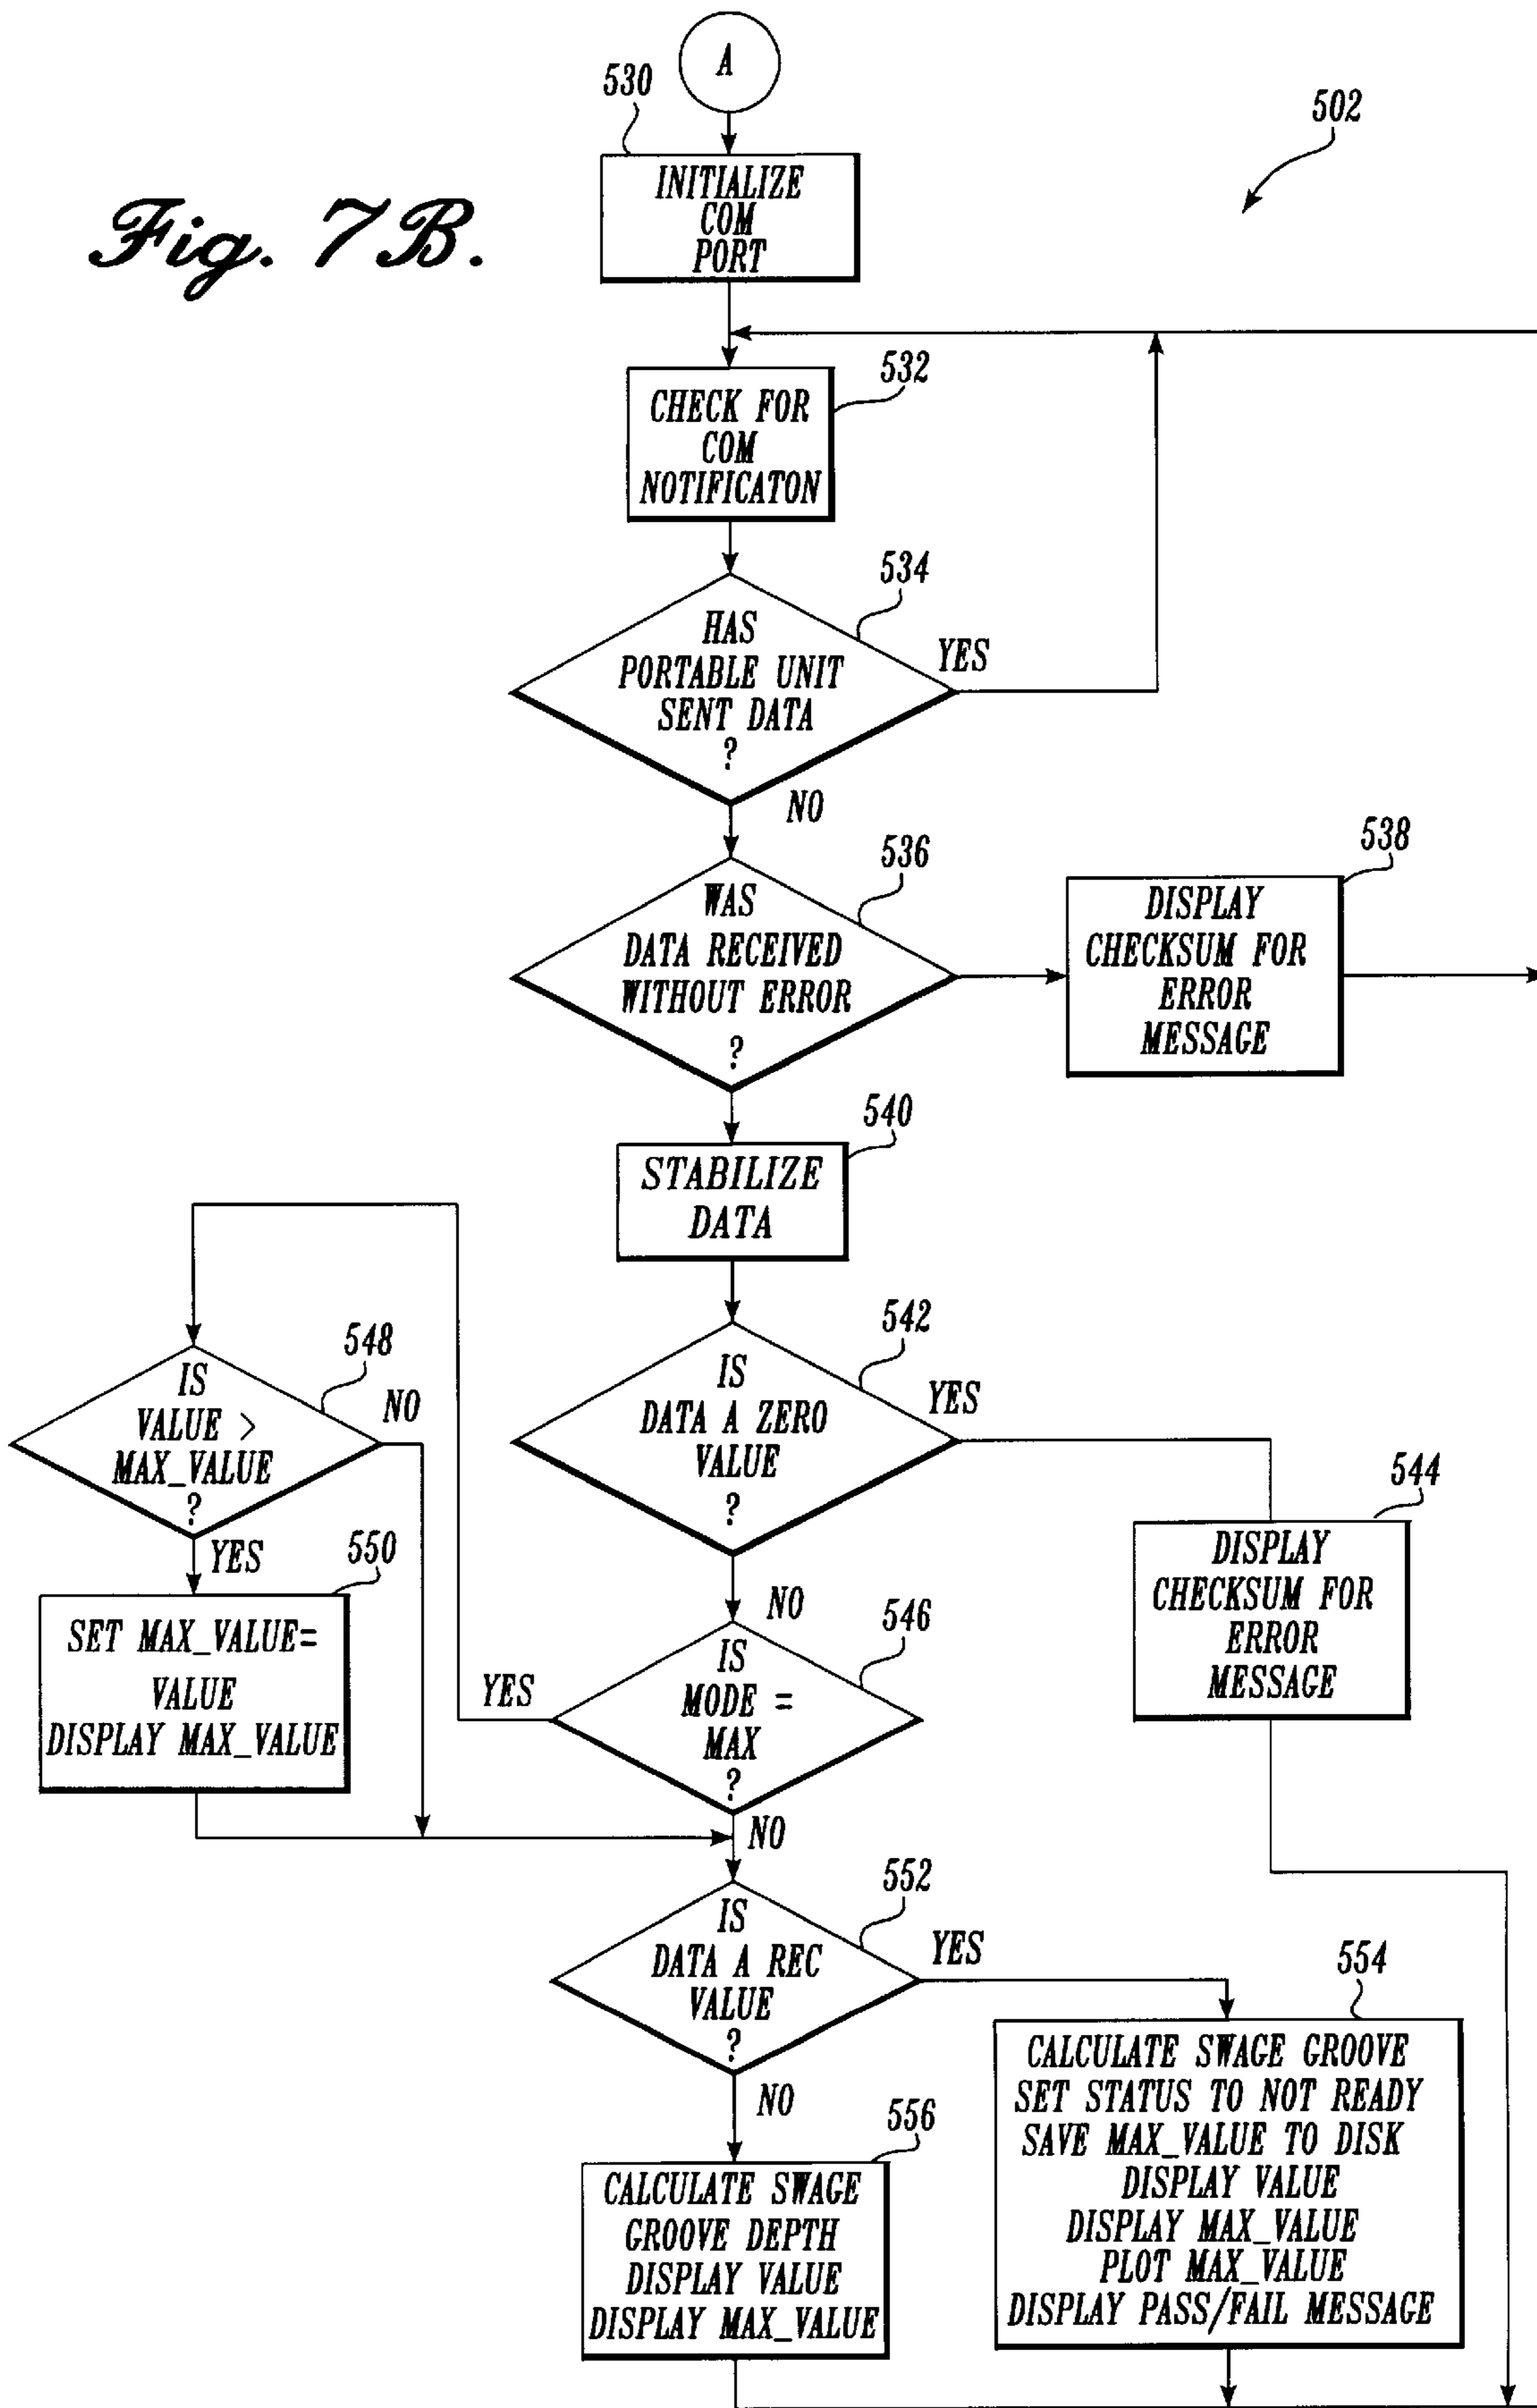 A
530
502
Fig. 7B.
INITIALIZE
COM
PORT
532
CHECK FOR
COM
NOTIFICATON
534
HAS
PORTABLE UNIT
SENT DATA
?
YES
NO
536
WAS
DATA RECEIVED
WITHOUT ERROR
?
538
DISPLAY
CHECKSUM FOR
ERROR
MESSAGE
540
STABILIZE
DATA
542
IS
DATA A ZERO
VALUE
?
YES
NO
544
DISPLAY
CHECKSUM FOR
ERROR
MESSAGE
546
IS
MODE =
MAX
?
YES
NO
548
IS
VALUE >
MAX_VALUE
?
NO
YES
550
SET MAX_VALUE=
VALUE
DISPLAY MAX_VALUE
552
IS
DATA A REC
VALUE
?
YES
NO
554
CALCULATE SWAGE GROOVE
SET STATUS TO NOT READY
SAVE MAX_VALUE TO DISK
DISPLAY VALUE
DISPLAY MAX_VALUE
PLOT MAX_VALUE
DISPLAY PASS/FAIL MESSAGE
556
CALCULATE SWAGE
GROOVE DEPTH
DISPLAY VALUE
DISPLAY MAX_VALUE